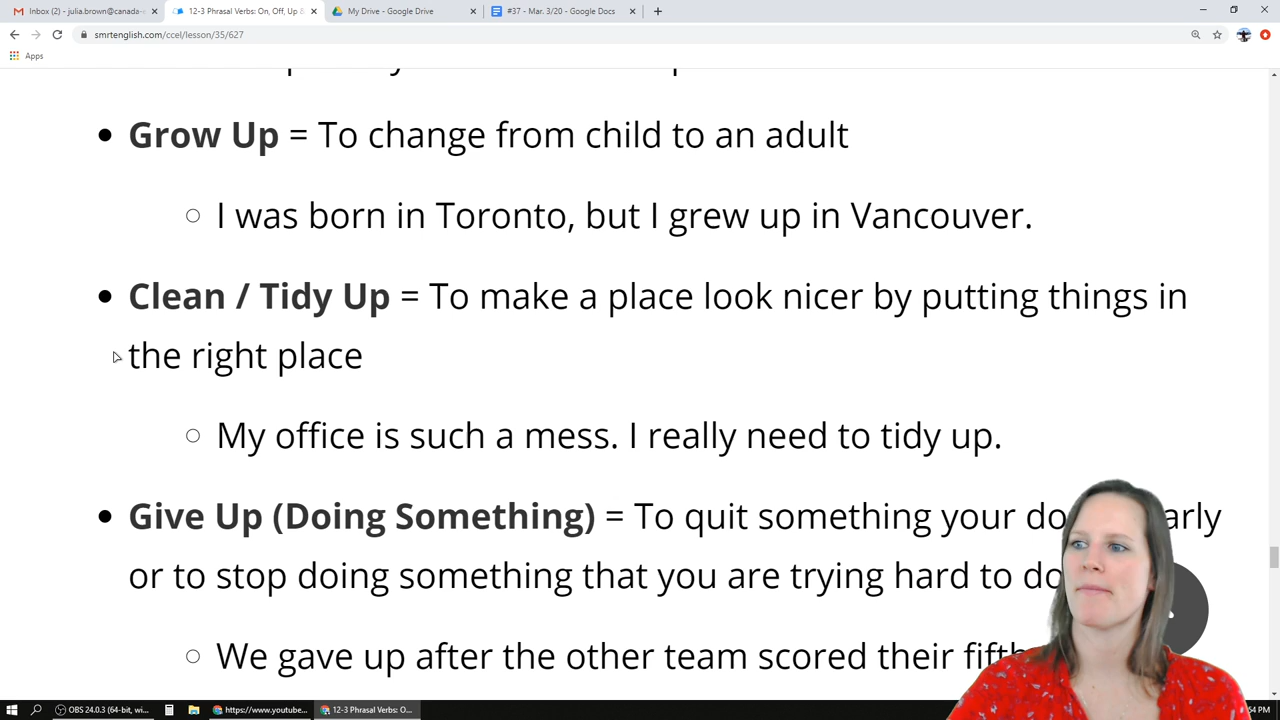 Inbox (2) - julia.brown@canada-
12-3 Phrasal Verbs: On, Off, Up &
My Drive - Google Drive
#37 - Mar. 3/20 - Google Docs
smrtenglish.com/ccel/lesson/35/627
Apps
Grow Up = To change from child to an adult
I was born in Toronto, but I grew up in Vancouver.
Clean / Tidy Up = To make a place look nicer by putting things in
the right place
My office is such a mess. I really need to tidy up.
Give Up (Doing Something) = To quit something your
or to stop doing something that you are trying hard to do
We gave up after the other team scored their
OBS 24.0.3 (64-bit, wi...
https://www.youtube...
12-3 Phrasal Verbs: O...